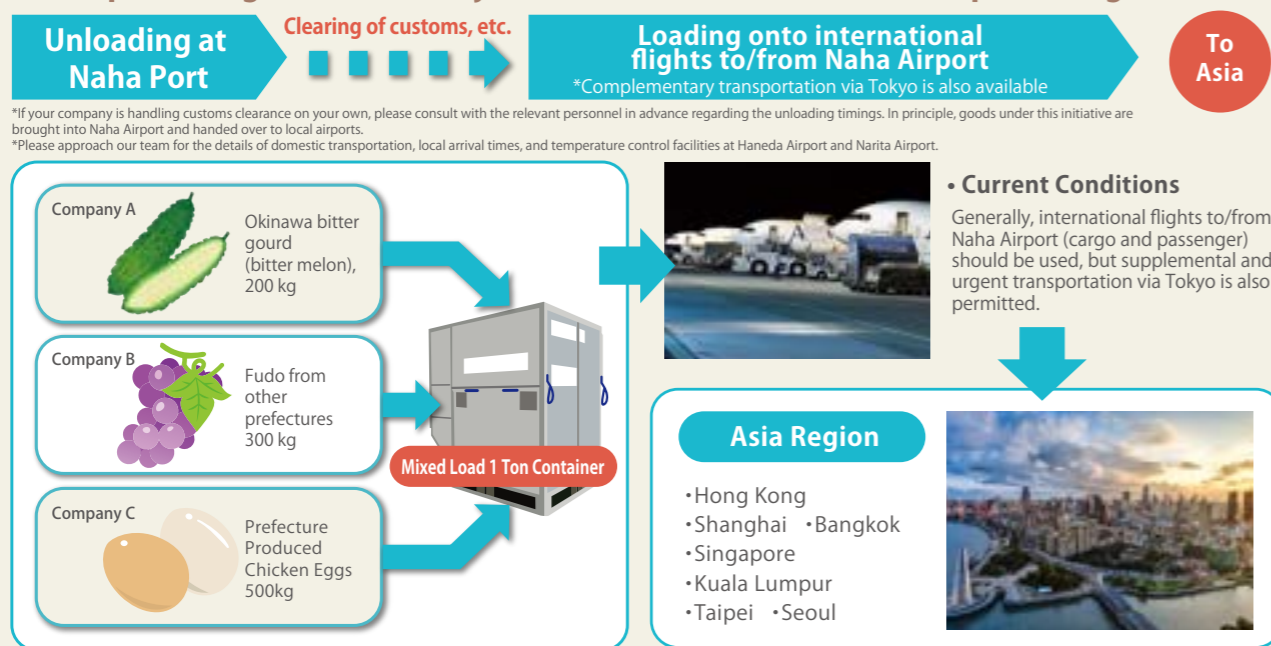 Unloading at
Naha Port
Clearing of customs, etc.
Loading onto international
flights to/from Naha Airport
*Complementary transportation via Tokyo is also available
To
Asia
*If your company is handling customs clearance on your own, please consult with the relevant personnel in advance regarding the unloading timings. In principle, goods under this initiative are
brought into Naha Airport and handed over to local airports.
*Please approach our team for the details of domestic transportation, local arrival times, and temperature control facilities at Haneda Airport and Narita Airport.
Company A
Okinawa bitter
gourd
(bitter melon),
200 kg
Company B
Fudo from
other
prefectures
300 kg
Company C
Prefecture
Produced
Chicken Eggs
500kg
Mixed Load 1 Ton Container
• Current Conditions
Generally, international flights to/from
Naha Airport (cargo and passenger)
should be used, but supplemental and
urgent transportation via Tokyo is also
permitted.
Asia Region
・Hong Kong
・Shanghai ・Bangkok
・Singapore
・Kuala Lumpur
・Taipei ・Seoul